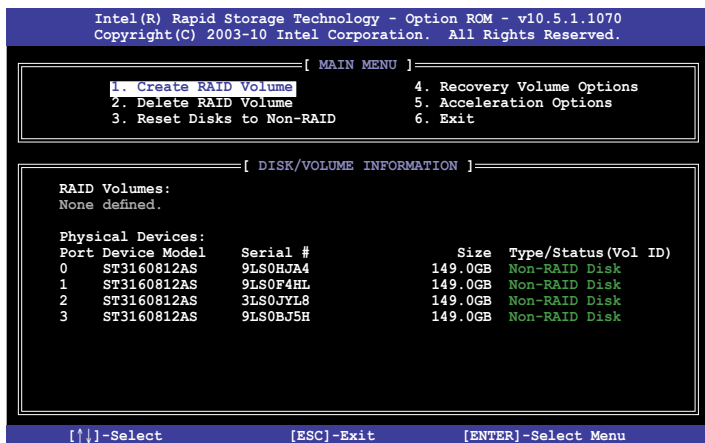 Intel(R) Rapid Storage Technology - Option ROM - v10.5.1.1070
Copyright(C) 2003-10 Intel Corporation. All Rights Reserved.
[ MAIN MENU ]
1. Create RAID Volume 4. Recovery Volume Options
2. Delete RAID Volume 5. Acceleration Options
3. Reset Disks to Non-RAID 6. Exit
[ DISK/VOLUME INFORMATION ]
RAID Volumes:
None defined.
Physical Devices:
Port Device Model Serial # Size Type/Status(Vol ID)
0 ST3160812AS 9LS0HJA4 149.0GB Non-RAID Disk
1 ST3160812AS 9LS0F4HL 149.0GB Non-RAID Disk
2 ST3160812AS 3LS0JYL8 149.0GB Non-RAID Disk
3 ST3160812AS 9LS0BJ5H 149.0GB Non-RAID Disk
[↑↓]-Select [ESC]-Exit [ENTER]-Select Menu